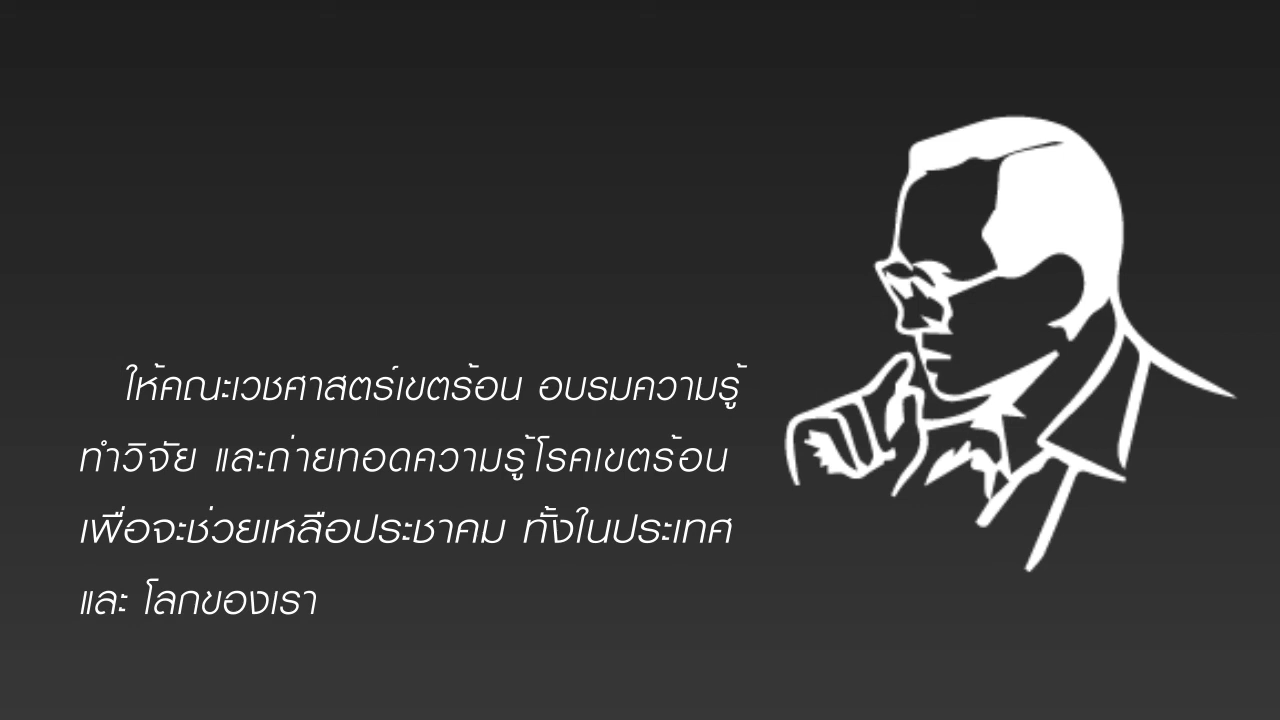 ให้คณะเวชศาสตร์เขตร้อน อบรมความรู้
ทำวิจัย และถ่ายทอดความรู้โรคเขตร้อน
เพื่อจะช่วยเหลือประชาคม ทั้งในประเทศ
และ โลกของเรา